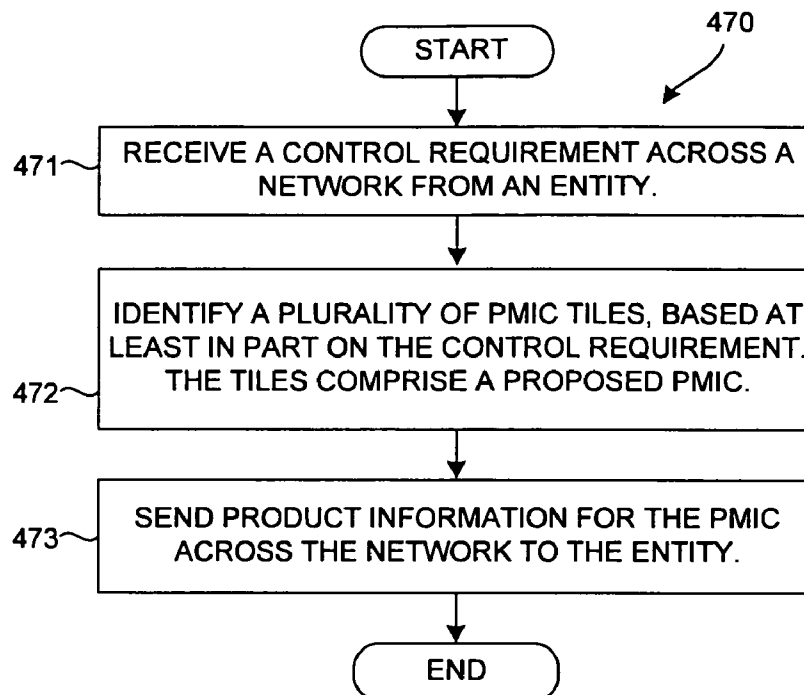 START
470
471
RECEIVE A CONTROL REQUIREMENT ACROSS A
NETWORK FROM AN ENTITY.
472
IDENTIFY A PLURALITY OF PMIC TILES, BASED AT
LEAST IN PART ON THE CONTROL REQUIREMENT.
THE TILES COMPRISE A PROPOSED PMIC.
473
SEND PRODUCT INFORMATION FOR THE PMIC
ACROSS THE NETWORK TO THE ENTITY.
END